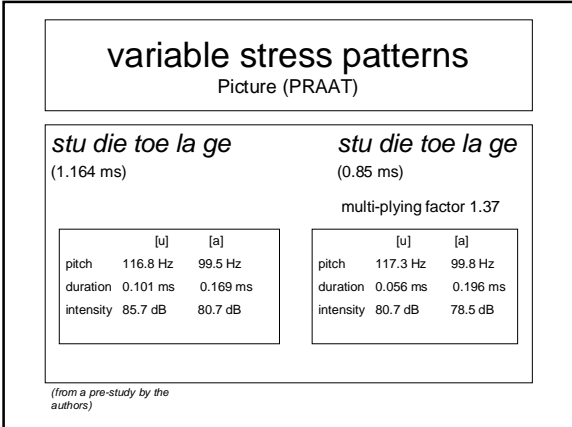 variable stress patterns
Picture (PRAAT)
stu die toe la ge
(1.164 ms)
stu die toe la ge
(0.85 ms)
multi-plying factor 1.37
[u] [a]
pitch 116.8 Hz 99.5 Hz
duration 0.101 ms 0.169 ms
intensity 85.7 dB 80.7 dB
[u] [a]
pitch 117.3 Hz 99.8 Hz
duration 0.056 ms 0.196 ms
intensity 80.7 dB 78.5 dB
(from a pre-study by the
authors)